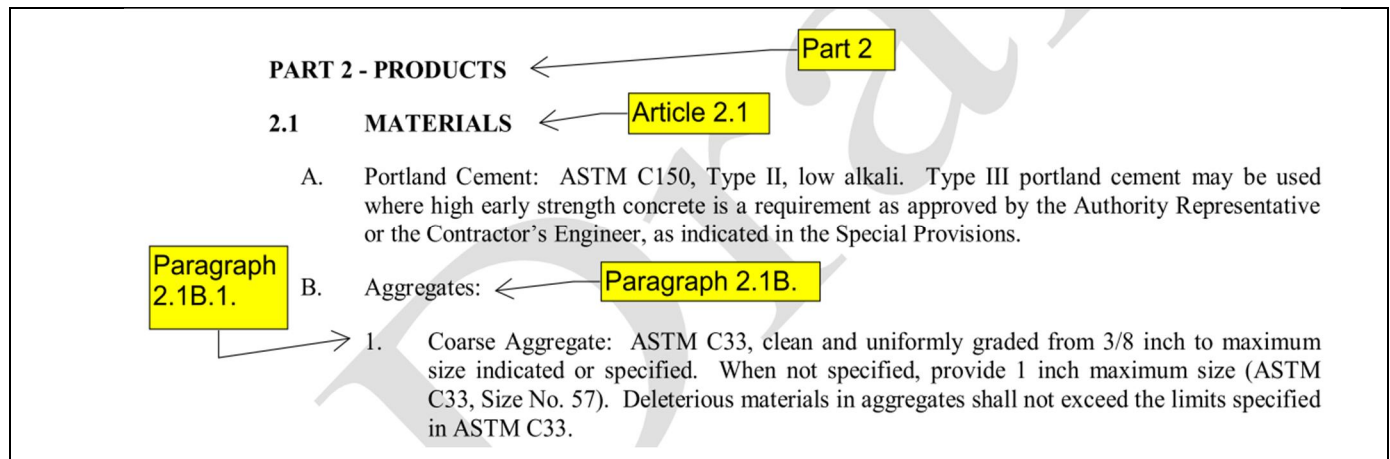 Part 2
PART 2 - PRODUCTS
Article 2.1
2.1 MATERIALS
A. Portland Cement: ASTM C150, Type II, low alkali. Type III portland cement may be used
where high early strength concrete is a requirement as approved by the Authority Representative
or the Contractor's Engineer, as indicated in the Special Provisions.
Paragraph
2.1B.1.
B. Aggregates:
Paragraph 2.1B.
1. Coarse Aggregate: ASTM C33, clean and uniformly graded from 3/8 inch to maximum
size indicated or specified. When not specified, provide 1 inch maximum size (ASTM
C33, Size No. 57). Deleterious materials in aggregates shall not exceed the limits specified
in ASTM C33.
Dra